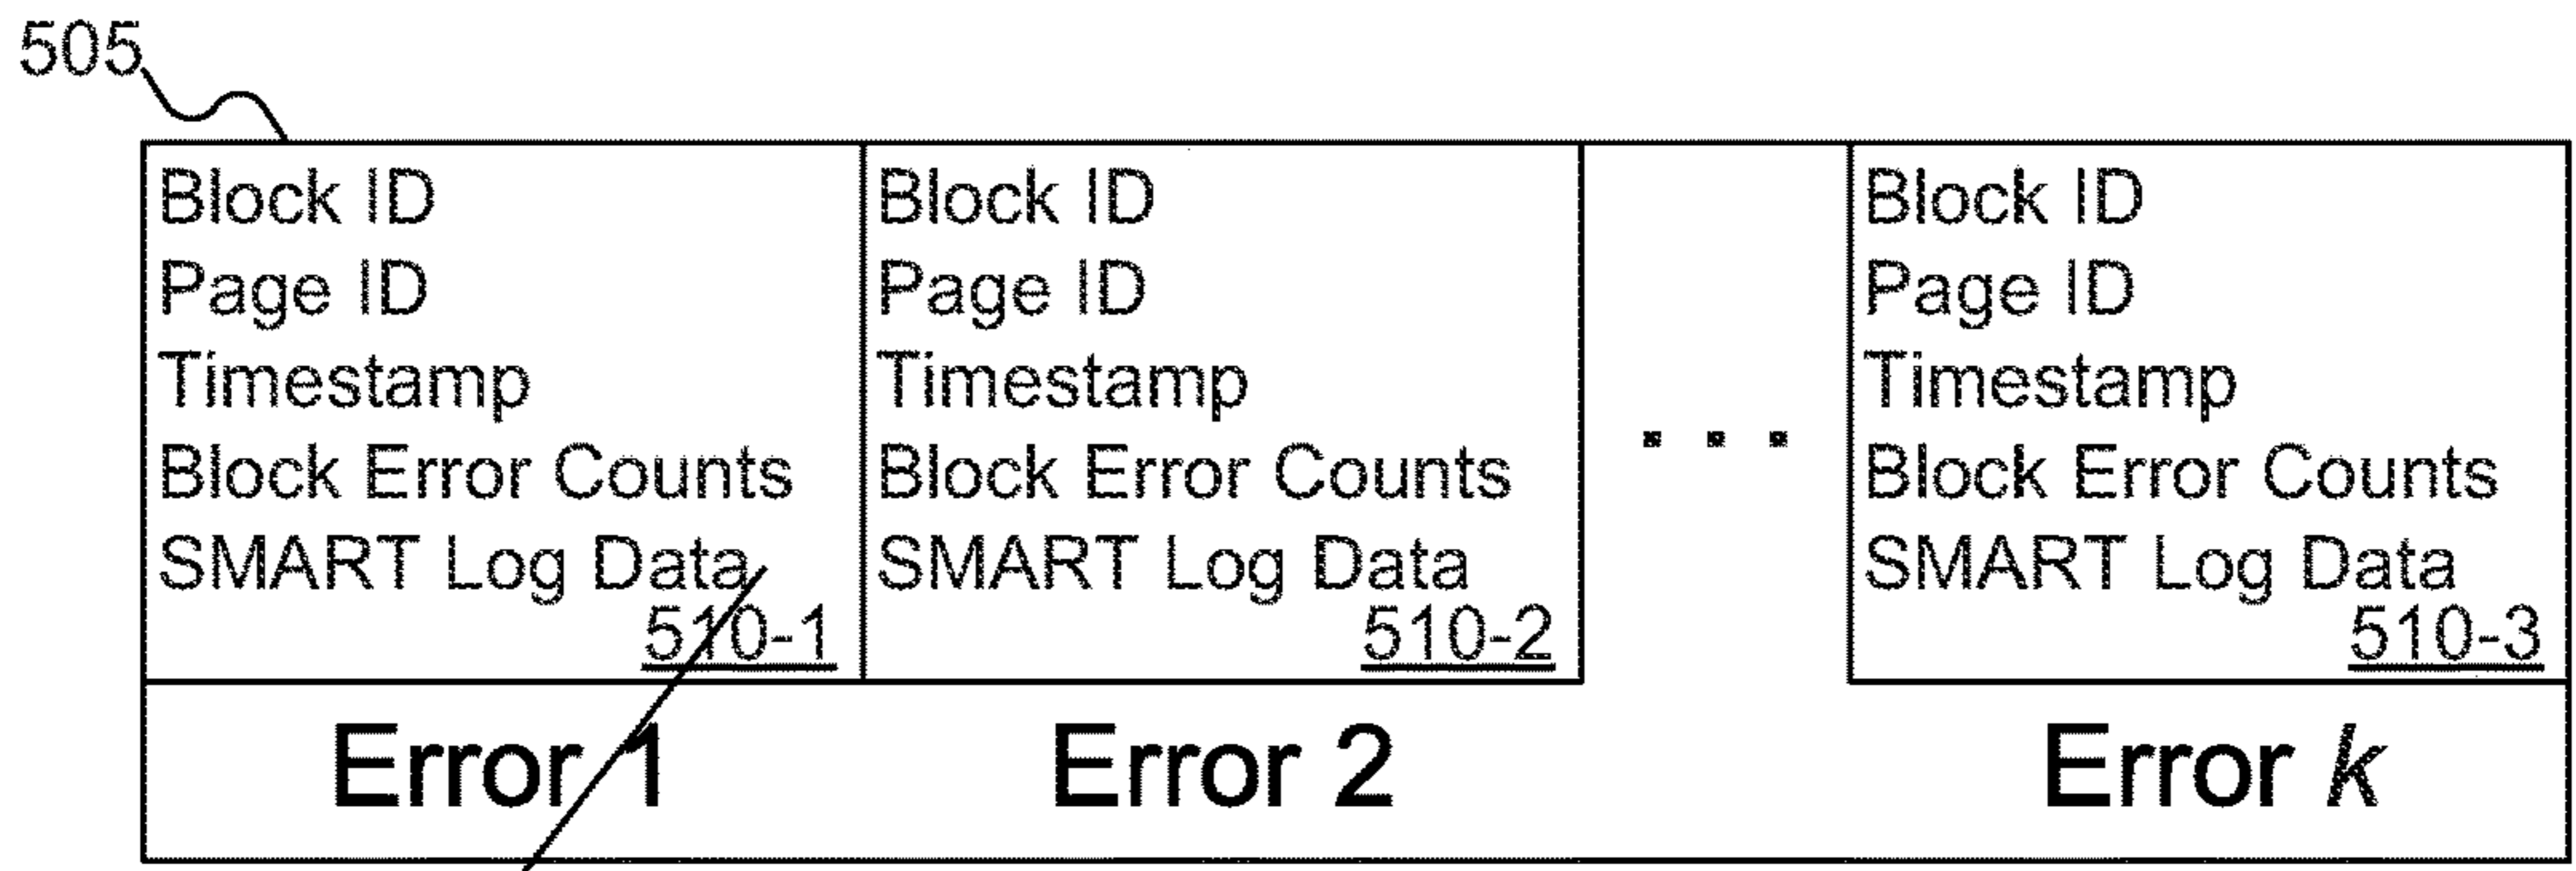 505
Block ID
Page ID
Timestamp
Block Error Counts
SMART Log Data
510-1
Block ID
Page ID
Timestamp
Block Error Counts
SMART Log Data
510-2
. . .
Block ID
Page ID
Timestamp
Block Error Counts
SMART Log Data
510-3
Error 1
Error 2
Error k